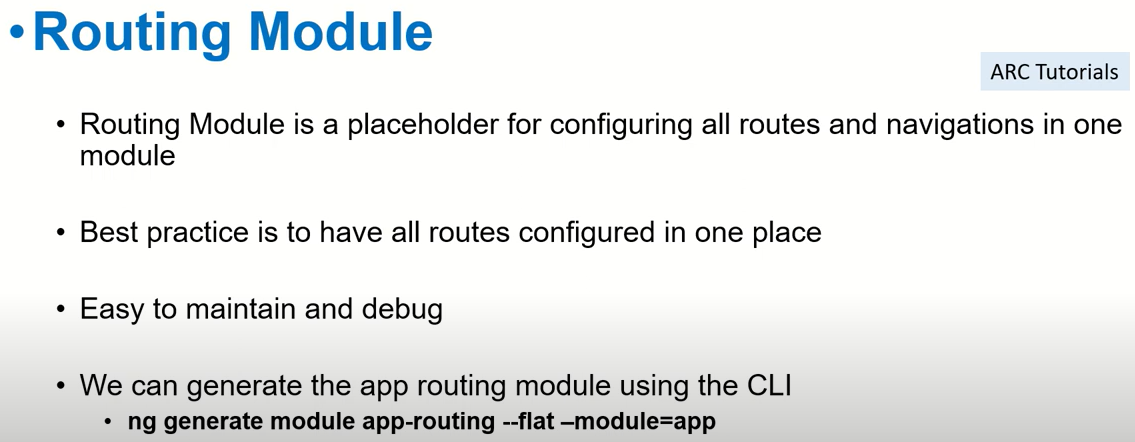 • Routing Module
ARC Tutorials
• Routing Module is a placeholder for configuring all routes and navigations in one
module
• Best practice is to have all routes configured in one place
• Easy to maintain and debug
• We can generate the app routing module using the CLI
• ng generate module app-routing --flat –module=app